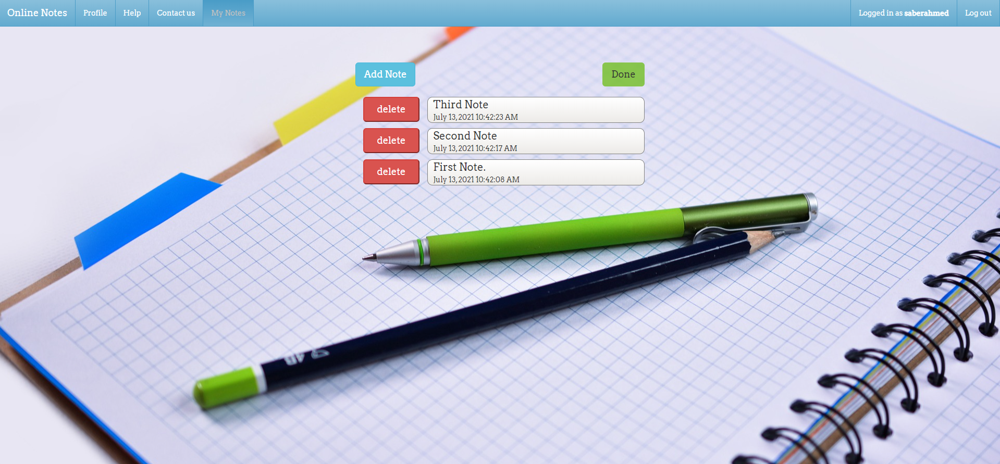 Online Notes Profile Help Contact us My Notes Logged in as saberahmed Log out
Add Note Done
delete Third Note
July 13, 2021 10:42:23 AM
delete Second Note
July 13, 2021 10:42:17 AM
delete First Note.
July 13, 2021 10:42:08 AM
4B